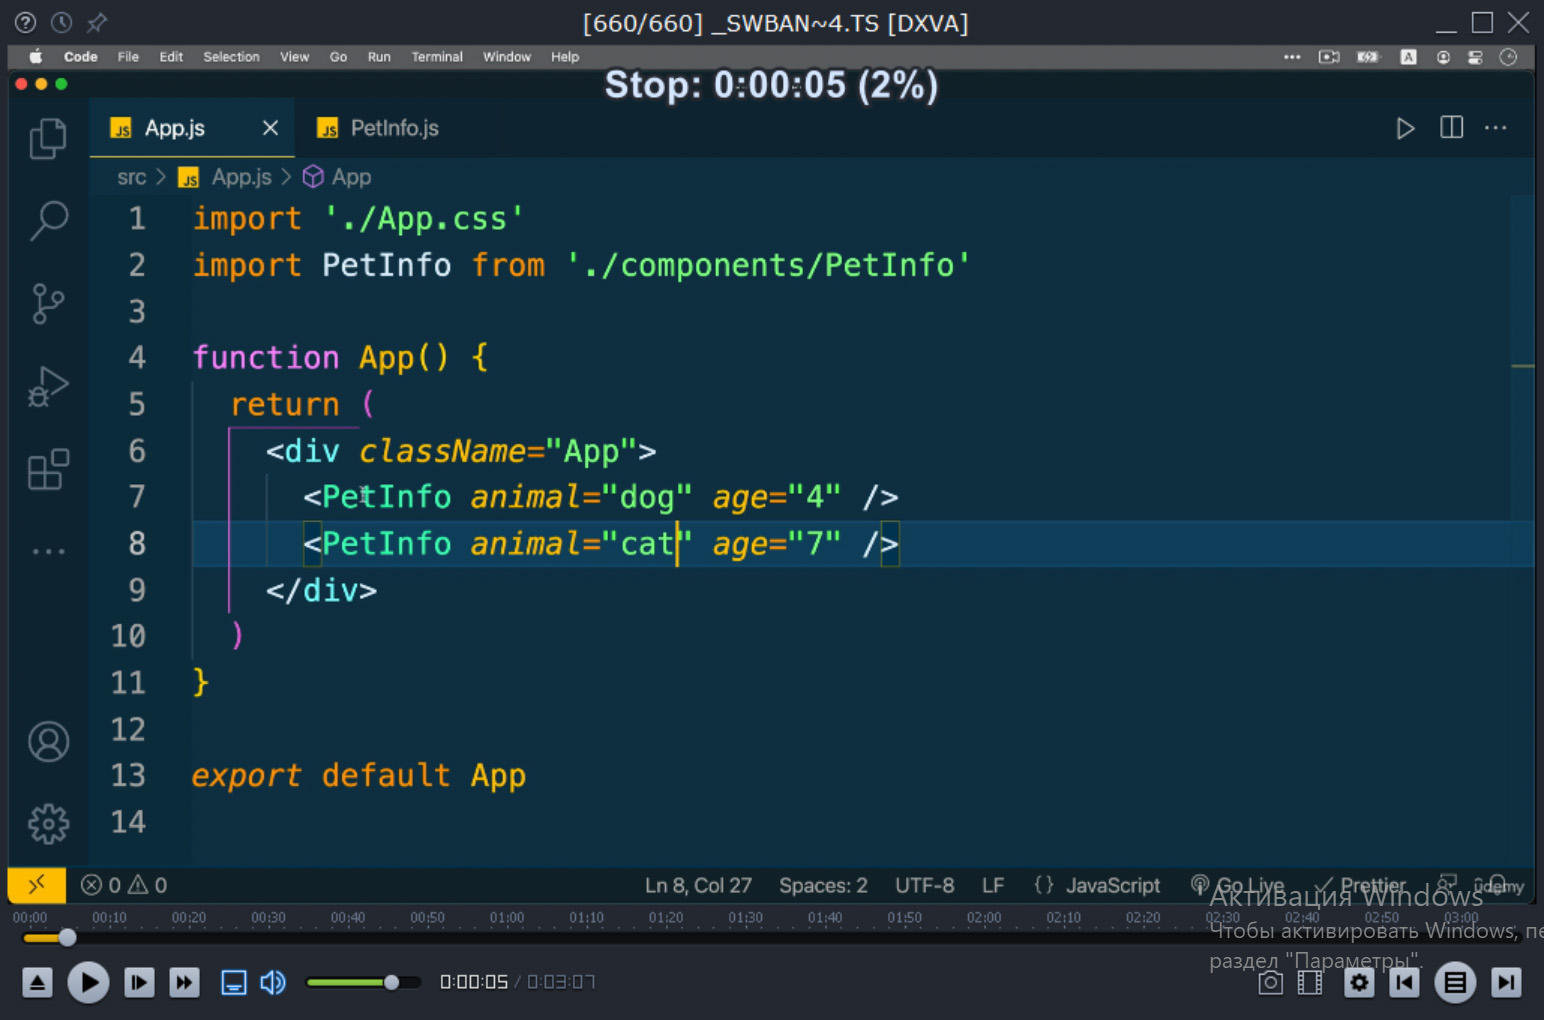 [660/660] _SWBAN~4.TS [DXVA]
Code File Edit Selection View Go Run Terminal Window Help
Stop: 0:00:05 (2%)
JS App.js JS PetInfo.js
src > JS App.js > App
1 import './App.css'
2 import PetInfo from './components/PetInfo'
3
4 function App() {
5 return (
6 <div className="App">
7 <PetInfo animal="dog" age="4" />
8 <PetInfo animal="cat" age="7" />
9 </div>
10 )
11 }
12
13 export default App
14
0 0 Ln 8, Col 27 Spaces: 2 UTF-8 LF {} JavaScript Go Live Prettier
ûdemy
00:00 00:10 00:20 00:30 00:40 00:50 01:00 01:10 01:20 01:30 01:40 01:50 02:00 02:10 02:20 02:30 02:40 02:50 03:00
Активация Windows
Чтобы активировать Windows, пе
раздел "Параметры".
0:00:05 / 0:03:07